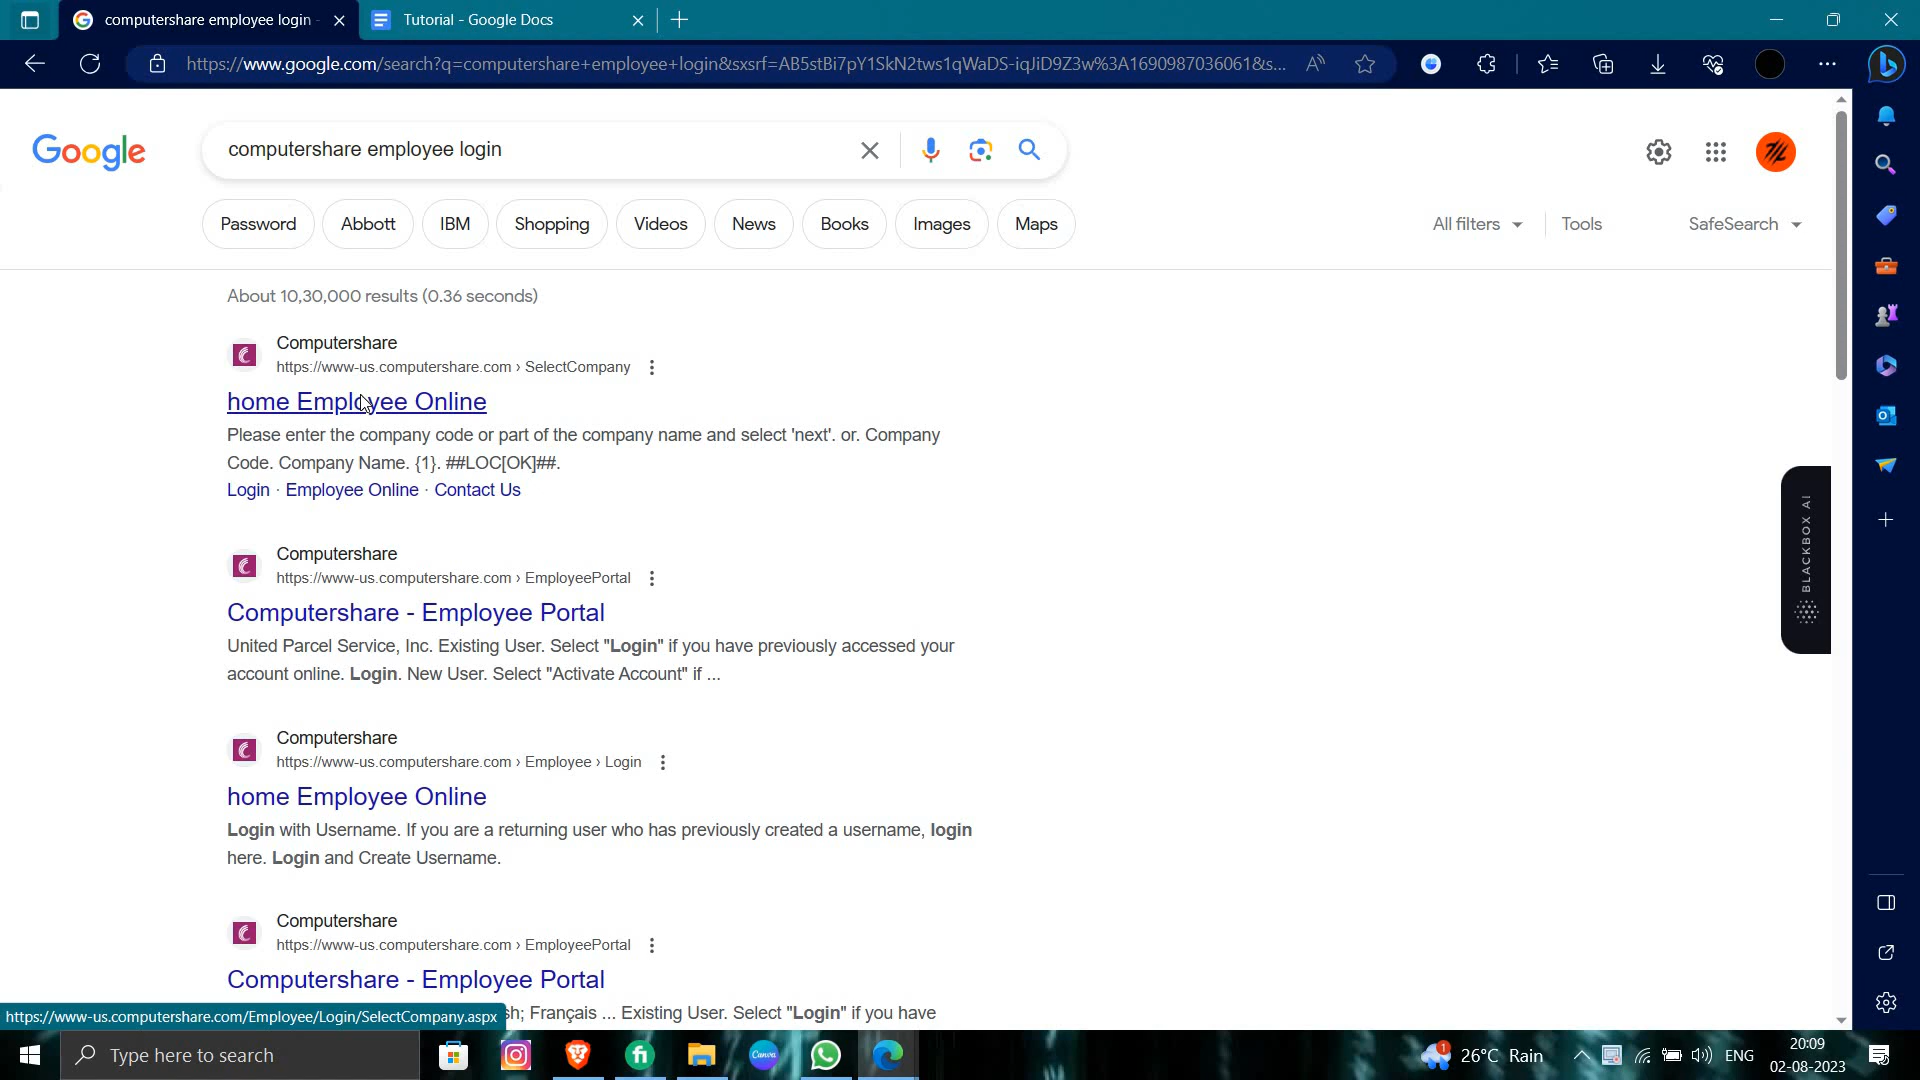 computershare employee login -
Tutorial - Google Docs
https://www.google.com/search?q=computershare+employee+login&sxsrf=AB5stBi7pY1SkN2tws1qWaDS-iqJiD9Z3w%3A1690987036061&s...
Google
computershare employee login
Password
Abbott
IBM
Shopping
Videos
News
Books
Images
Maps
All filters
Tools
SafeSearch
About 10,30,000 results (0.36 seconds)
Computershare
https://www-us.computershare.com › SelectCompany
home Employee Online
Please enter the company code or part of the company name and select 'next'. or. Company
Code. Company Name. {1}. ##LOC[OK]##.
Login · Employee Online · Contact Us
BLACKBOX AI
Computershare
https://www-us.computershare.com › EmployeePortal
Computershare - Employee Portal
United Parcel Service, Inc. Existing User. Select "Login" if you have previously accessed your
account online. Login. New User. Select "Activate Account" if ...
Computershare
https://www-us.computershare.com › Employee › Login
home Employee Online
Login with Username. If you are a returning user who has previously created a username, login
here. Login and Create Username.
Computershare
https://www-us.computershare.com › EmployeePortal
Computershare - Employee Portal
sh; Français ... Existing User. Select "Login" if you have
https://www-us.computershare.com/Employee/Login/SelectCompany.aspx
Type here to search
Canva
1
26°C Rain
ENG
20:09
02-08-2023